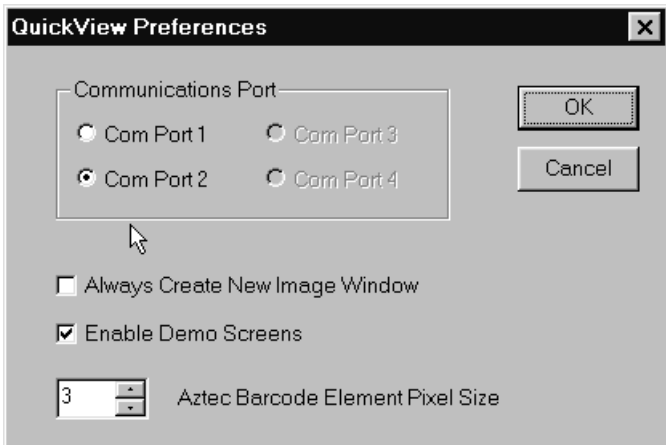 QuickView Preferences
Communications Port
Com Port 1 Com Port 3
Com Port 2 Com Port 4
OK
Cancel
Always Create New Image Window
Enable Demo Screens
3 Aztec Barcode Element Pixel Size